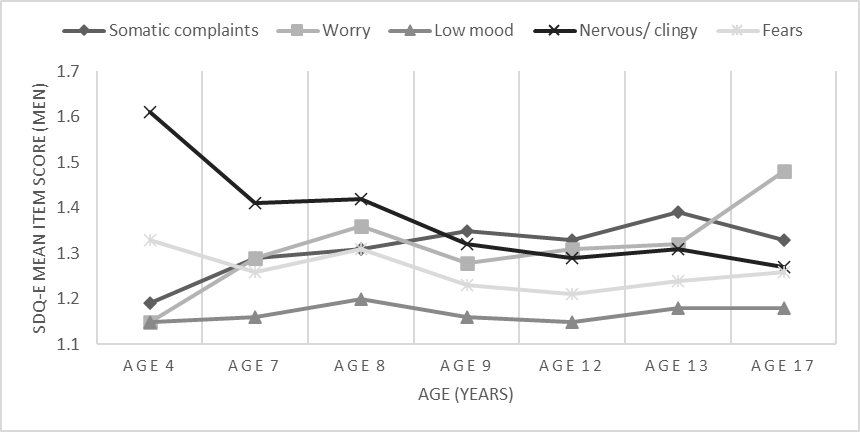 Somatic complaints Worry Low mood Nervous/ clingy Fears
SDQ-E MEAN ITEM SCORE (MEN)
1.7
1.6
1.5
1.4
1.3
1.2
1.1
AGE 4 AGE 7 AGE 8 AGE 9 AGE 12 AGE 13 AGE 17
AGE (YEARS)